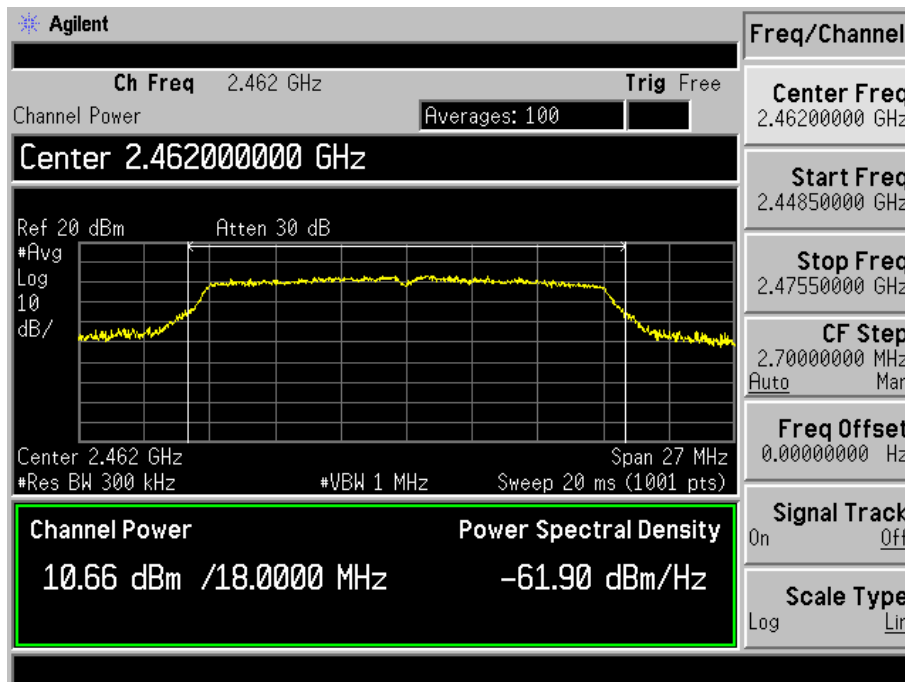 Agilent
Freq/Channel
Ch Freq 2.462 GHz Trig Free
Channel Power Averages: 100
Center 2.462000000 GHz
Ref 20 dBm Atten 30 dB
#Avg
Log
10
dB/
Center 2.462 GHz Span 27 MHz
#Res BW 300 kHz #VBW 1 MHz Sweep 20 ms (1001 pts)
Channel Power Power Spectral Density
10.66 dBm /18.0000 MHz -61.90 dBm/Hz
Center Freq
2.46200000 GHz
Start Freq
2.44850000 GHz
Stop Freq
2.47550000 GHz
CF Step
2.70000000 MHz
Auto Man
Freq Offset
0.00000000 Hz
Signal Track
On Off
Scale Type
Log Lin